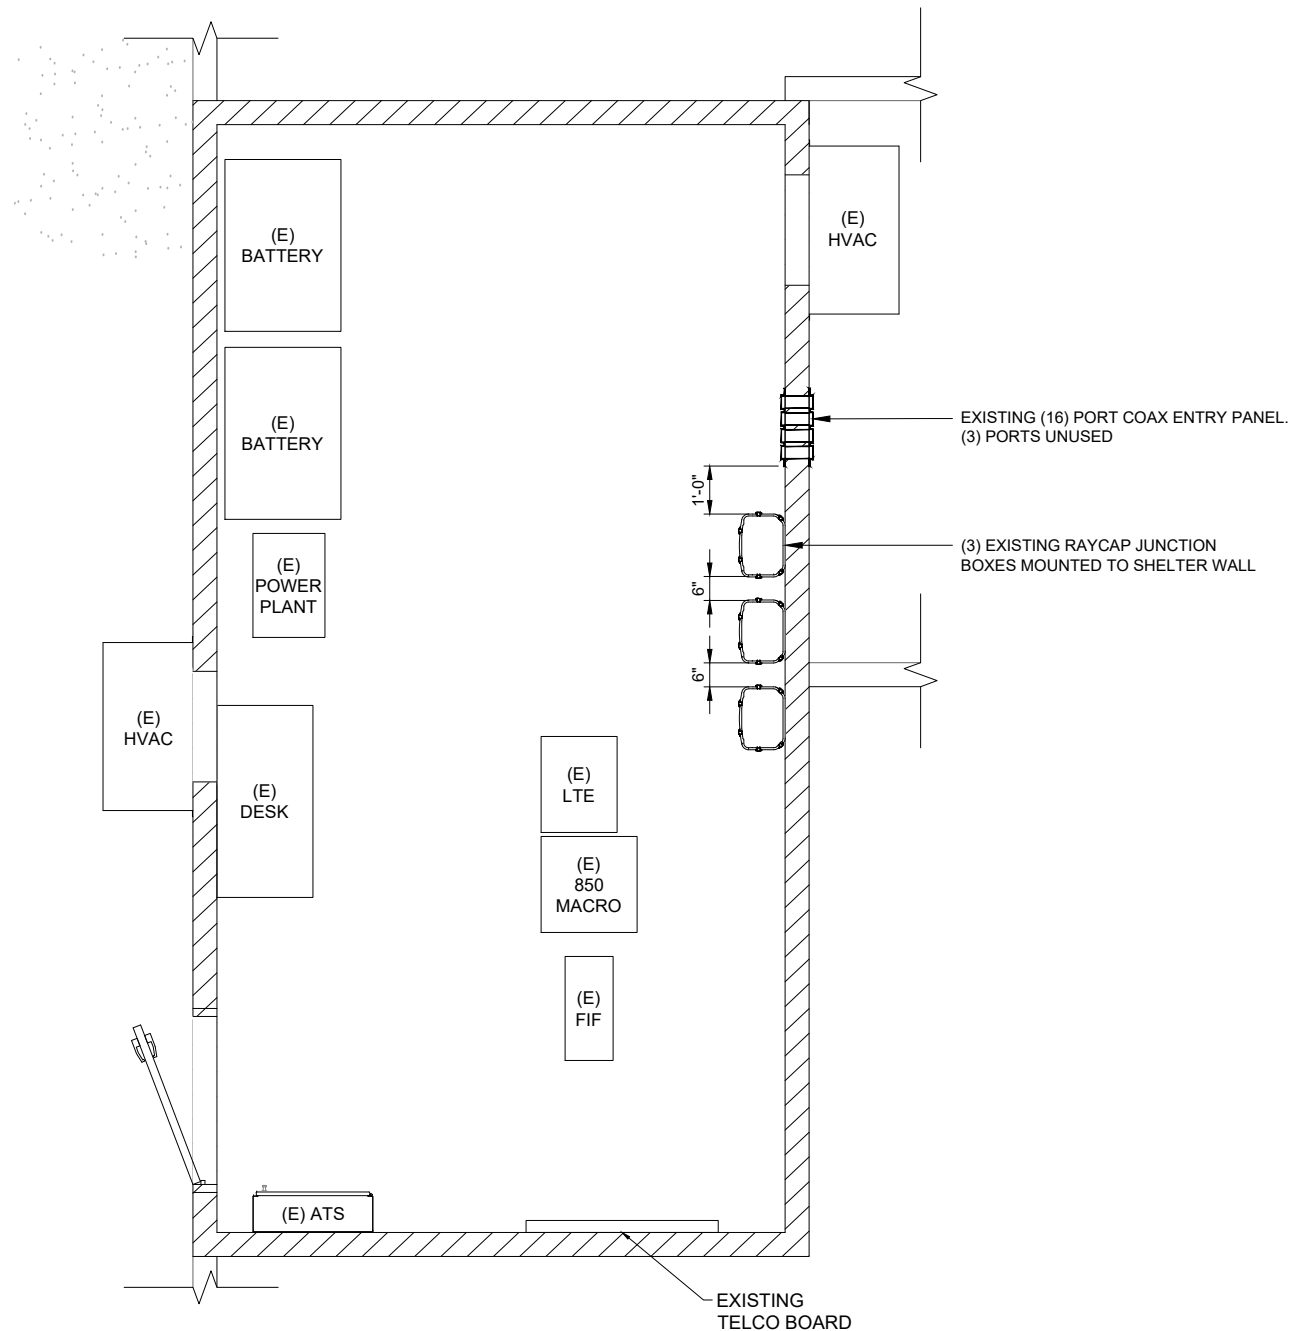 (E)
BATTERY
(E)
HVAC
(E)
BATTERY
EXISTING (16) PORT COAX ENTRY PANEL.
(3) PORTS UNUSED
1'-0"
(E)
POWER
PLANT
(3) EXISTING RAYCAP JUNCTION
BOXES MOUNTED TO SHELTER WALL
6"
6"
(E)
HVAC
(E)
DESK
(E)
LTE
(E)
850
MACRO
(E)
FIF
(E) ATS
EXISTING
TELCO BOARD